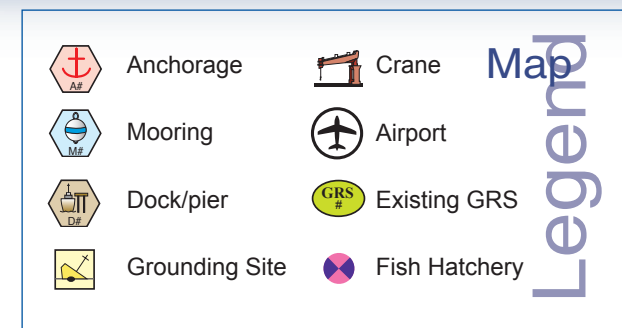 Map
Legend
A#
Anchorage
Crane
M#
Mooring
Airport
D#
Dock/pier
GRS
#
Existing GRS
Grounding Site
Fish Hatchery